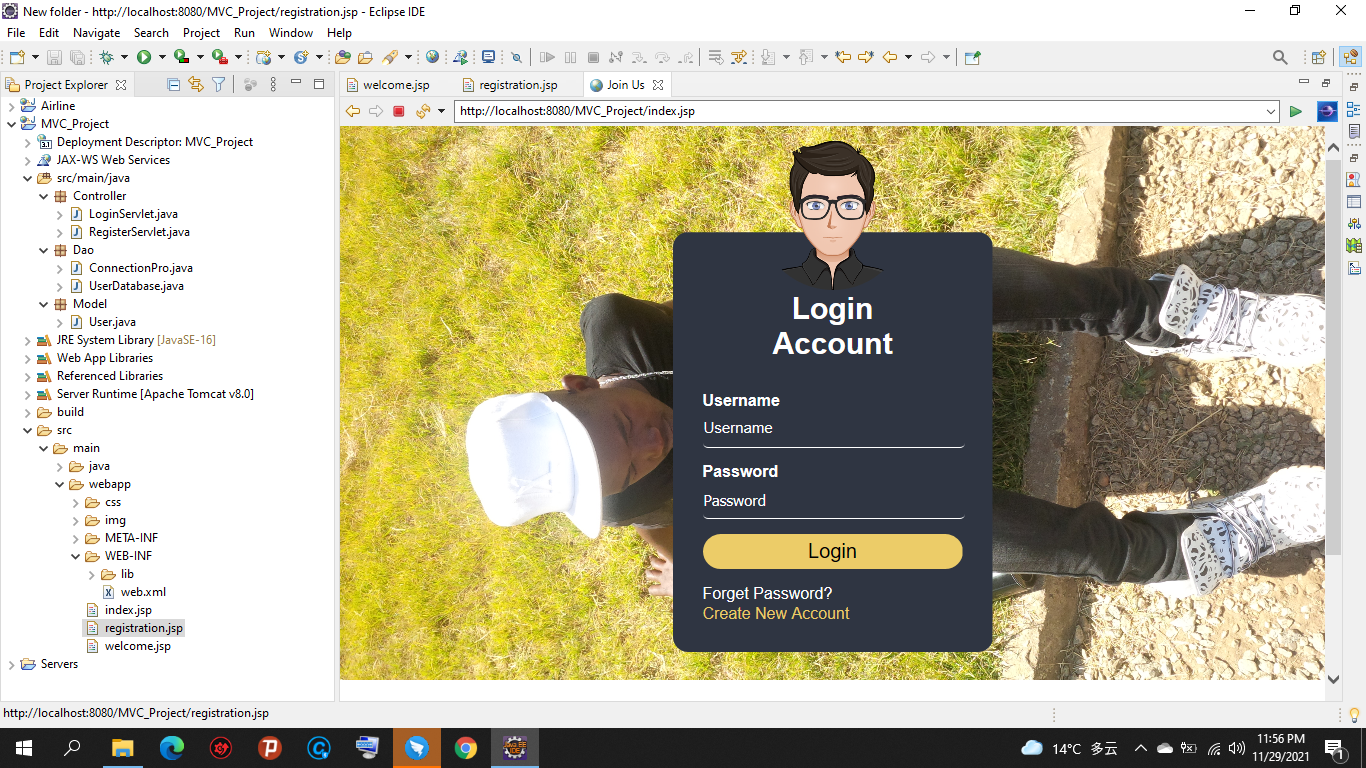 New folder - http://localhost:8080/MVC_Project/registration.jsp - Eclipse IDE
File Edit Navigate Search Project Run Window Help
Project Explorer
welcome.jsp registration.jsp Join Us
http://localhost:8080/MVC_Project/index.jsp
Airline
MVC_Project
Deployment Descriptor: MVC_Project
JAX-WS Web Services
src/main/java
Controller
LoginServlet.java
RegisterServlet.java
Dao
ConnectionPro.java
UserDatabase.java
Model
User.java
JRE System Library [JavaSE-16]
Web App Libraries
Referenced Libraries
Server Runtime [Apache Tomcat v8.0]
build
src
main
java
webapp
css
img
META-INF
WEB-INF
lib
web.xml
index.jsp
registration.jsp
welcome.jsp
Servers
Login
Account
Username
Username
Password
Password
Login
Forget Password?
Create New Account
http://localhost:8080/MVC_Project/registration.jsp
14°C 多云
11:56 PM
11/29/2021
1